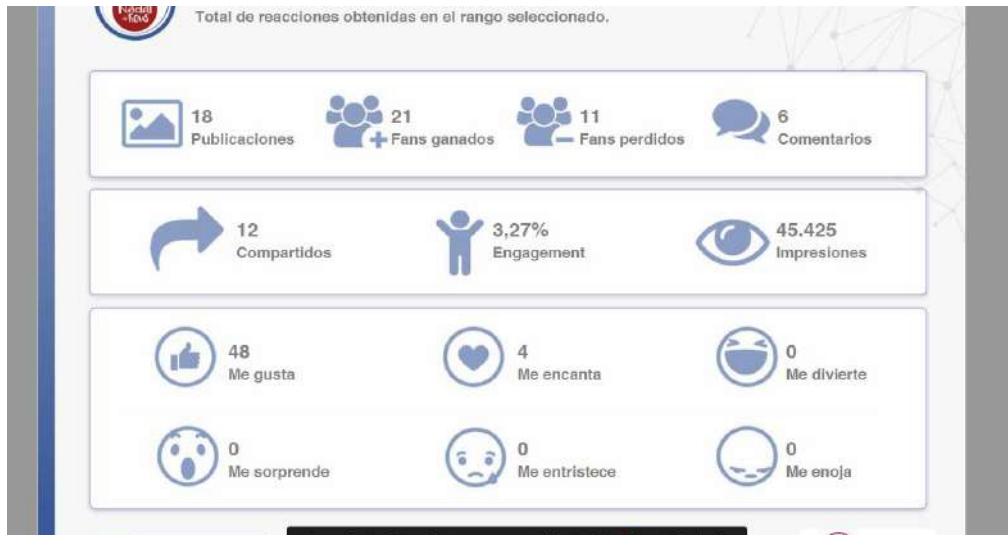 Nadal
Total de reacciones obtenidas en el rango seleccionado.
18
Publicaciones
21
Fans ganados
11
Fans perdidos
6
Comentarios
12
Compartidos
3,27%
Engagement
45.425
Impresiones
48
Me gusta
4
Me encanta
0
Me divierte
0
Me sorprende
0
Me entristece
0
Me enoja